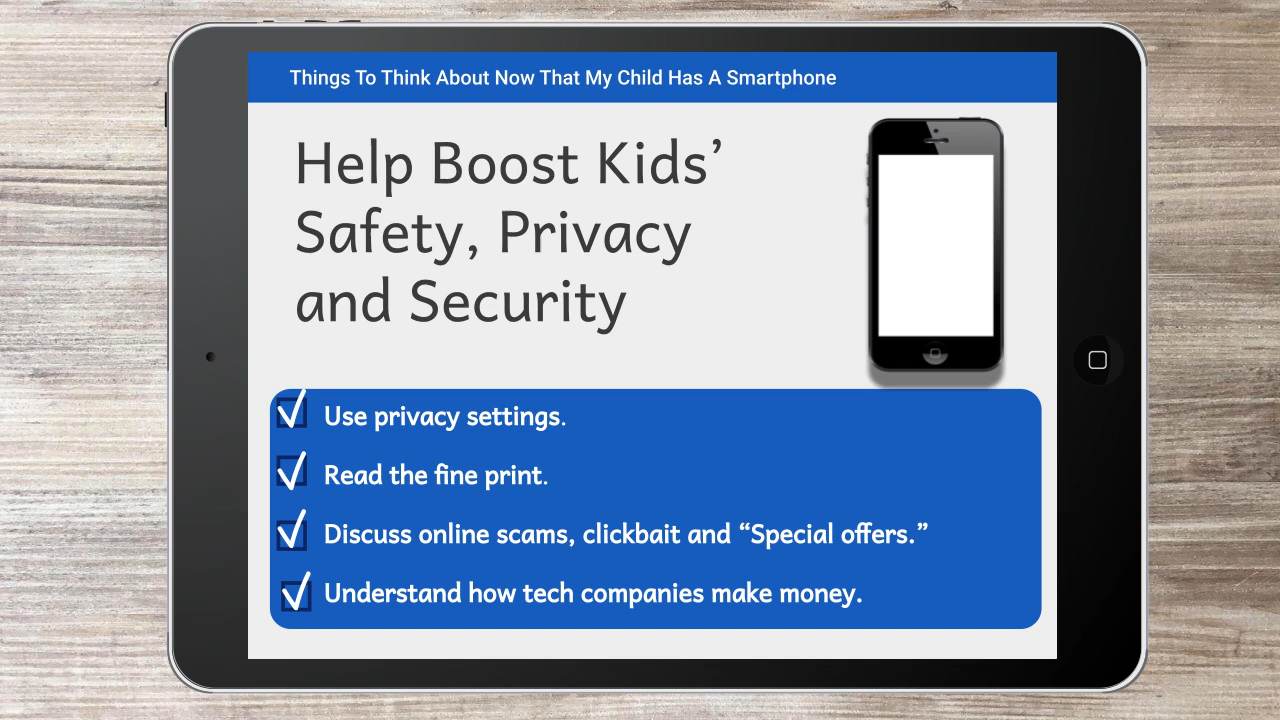 Things To Think About Now That My Child Has A Smartphone
Help Boost Kids’
Safety, Privacy
and Security
Use privacy settings.
Read the fine print.
Discuss online scams, clickbait and “Special offers.”
Understand how tech companies make money.